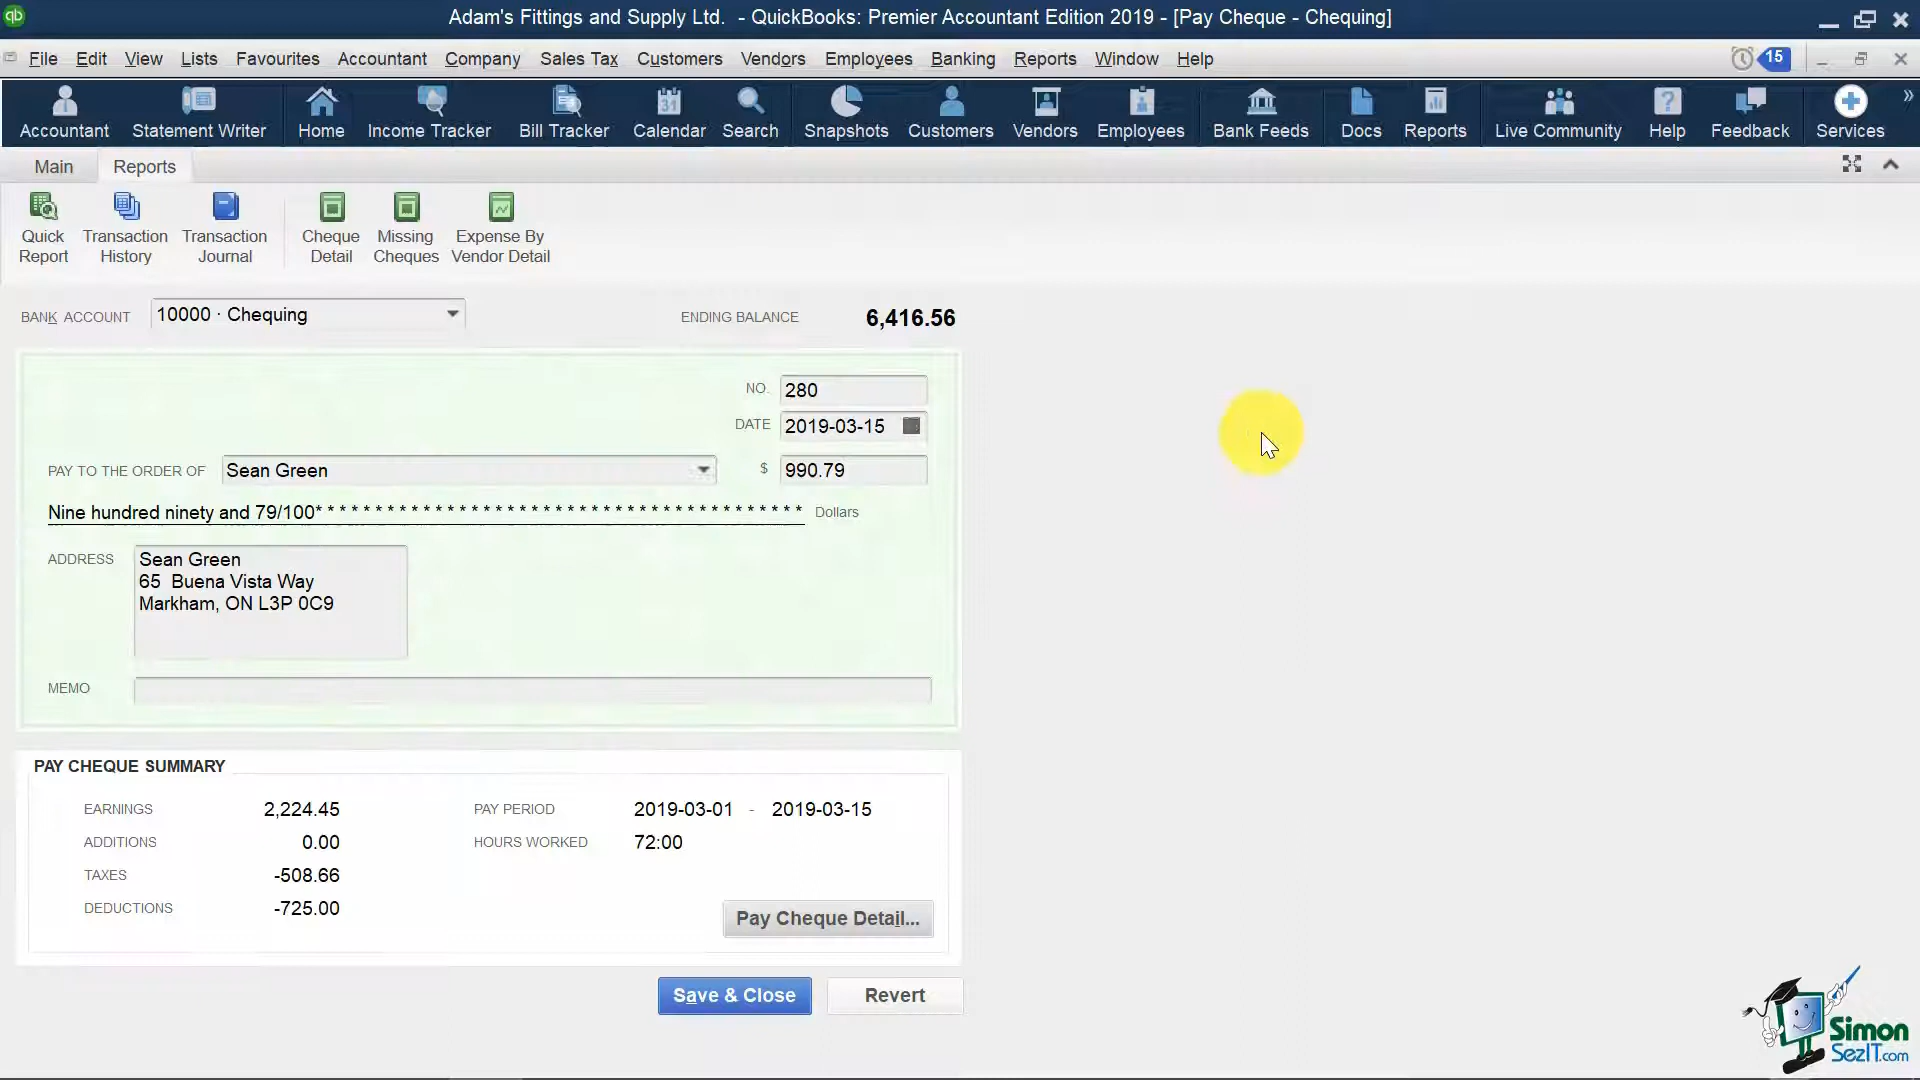 qb
Adam's Fittings and Supply Ltd. - QuickBooks: Premier Accountant Edition 2019 - [Pay Cheque - Chequing]
File Edit View Lists Favourites Accountant Company Sales Tax Customers Vendors Employees Banking Reports Window Help
15
31
Accountant Statement Writer Home Income Tracker Bill Tracker Calendar Search Snapshots Customers Vendors Employees Bank Feeds Docs Reports Live Community Help Feedback Services
Main Reports
Quick Report
Transaction History
Transaction Journal
Cheque Detail
Missing Cheques
Expense By Vendor Detail
BANK ACCOUNT 10000 · Chequing ENDING BALANCE 6,416.56
NO. 280
DATE 2019-03-15
PAY TO THE ORDER OF Sean Green $ 990.79
Nine hundred ninety and 79/100* * * * * * * * * * * * * * * * * * * * * * * * * * * * * * * * * * * * * * * * * Dollars
ADDRESS Sean Green
65  Buena Vista Way
Markham, ON L3P 0C9
MEMO
PAY CHEQUE SUMMARY
EARNINGS 2,224.45 PAY PERIOD 2019-03-01 - 2019-03-15
ADDITIONS 0.00 HOURS WORKED 72:00
TAXES -508.66
DEDUCTIONS -725.00
Pay Cheque Detail...
Save & Close Revert
Simon
SezIT.com